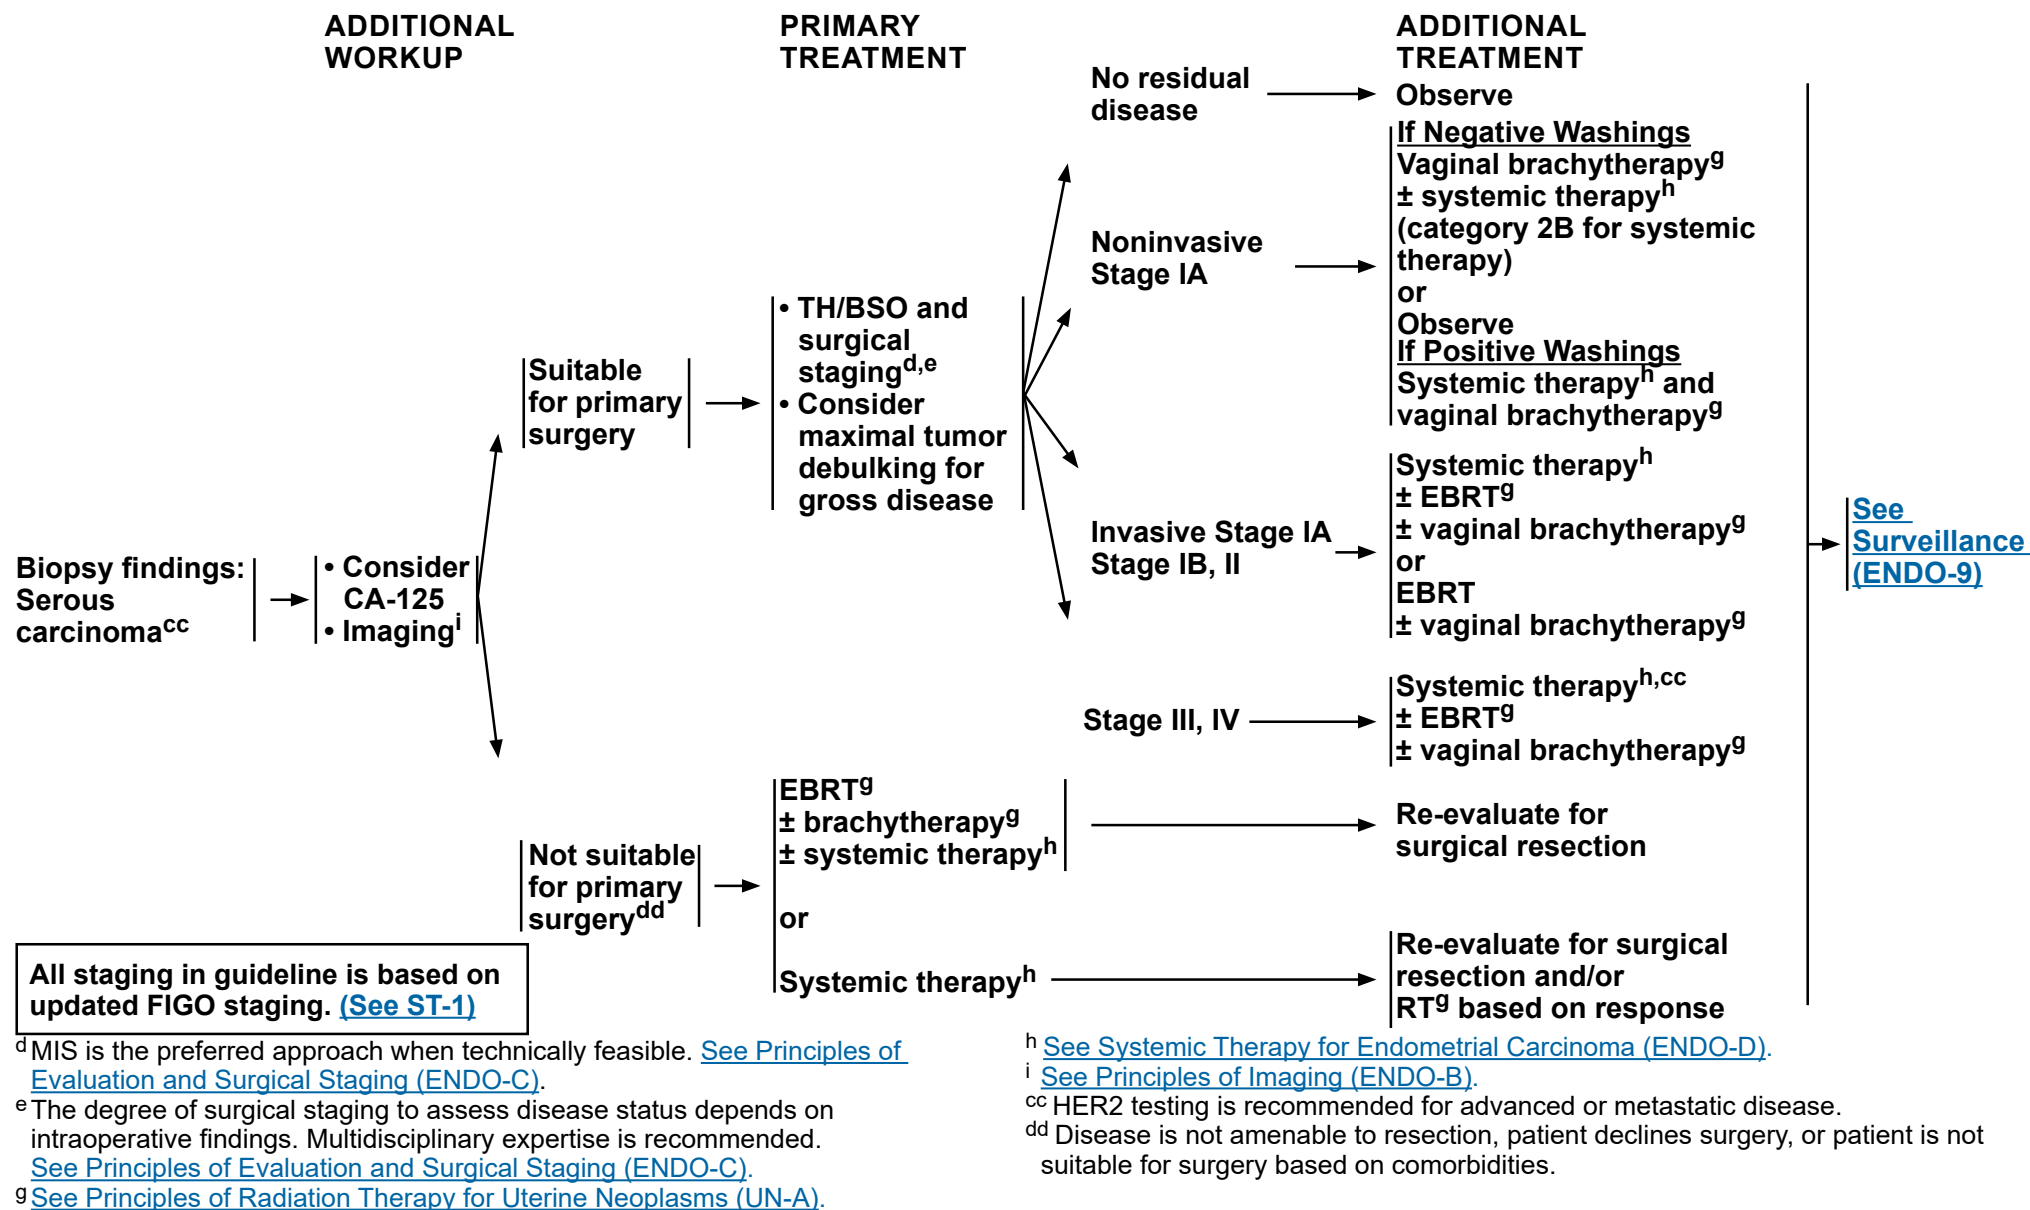 ADDITIONAL
WORKUP
PRIMARY
TREATMENT
ADDITIONAL
TREATMENT
Biopsy findings:
Serous
carcinomacc
• Consider
CA-125
• Imagingi
Suitable
for primary
surgery
• TH/BSO and
surgical
stagingd,e
• Consider
maximal tumor
debulking for
gross disease
No residual
disease
Observe
Noninvasive
Stage IA
If Negative Washings
Vaginal brachytherapyg
± systemic therapyh
(category 2B for systemic
therapy)
or
Observe
If Positive Washings
Systemic therapyh and
vaginal brachytherapyg
Invasive Stage IA
Stage IB, II
Systemic therapyh
± EBRTg
± vaginal brachytherapyg
or
EBRT
± vaginal brachytherapyg
Stage III, IV
Systemic therapyh,cc
± EBRTg
± vaginal brachytherapyg
Not suitable
for primary
surgerydd
EBRTg
± brachytherapyg
± systemic therapyh
or
Systemic therapyh
Re-evaluate for
surgical resection
Re-evaluate for surgical
resection and/or
RTg based on response
See
Surveillance
(ENDO-9)
All staging in guideline is based on
updated FIGO staging. (See ST-1)
d MIS is the preferred approach when technically feasible. See Principles of
Evaluation and Surgical Staging (ENDO-C).
e The degree of surgical staging to assess disease status depends on
intraoperative findings. Multidisciplinary expertise is recommended.
See Principles of Evaluation and Surgical Staging (ENDO-C).
g See Principles of Radiation Therapy for Uterine Neoplasms (UN-A).
h See Systemic Therapy for Endometrial Carcinoma (ENDO-D).
i See Principles of Imaging (ENDO-B).
cc HER2 testing is recommended for advanced or metastatic disease.
dd Disease is not amenable to resection, patient declines surgery, or patient is not
suitable for surgery based on comorbidities.